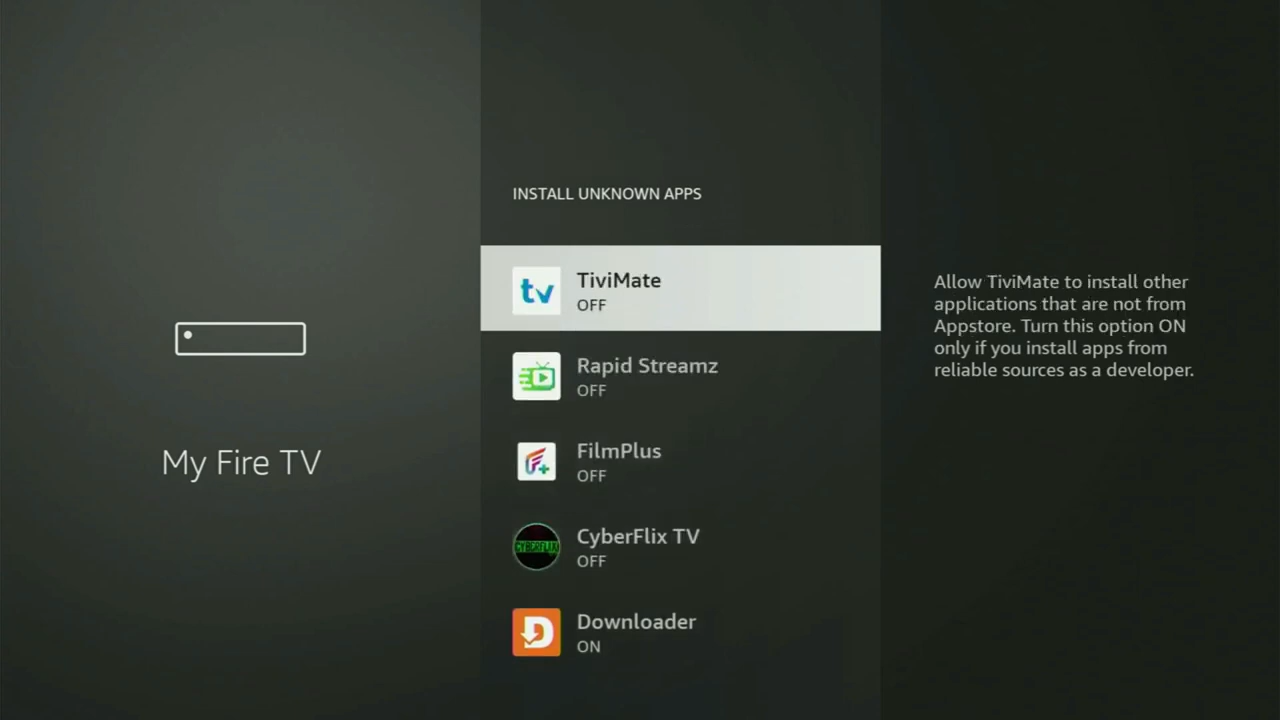 INSTALL UNKNOWN APPS
tv
TiviMate
OFF
Rapid Streamz
OFF
FilmPlus
OFF
CYBERFLIX
CyberFlix TV
OFF
D
Downloader
ON
My Fire TV
Allow TiviMate to install other
applications that are not from
Appstore. Turn this option ON
only if you install apps from
reliable sources as a developer.